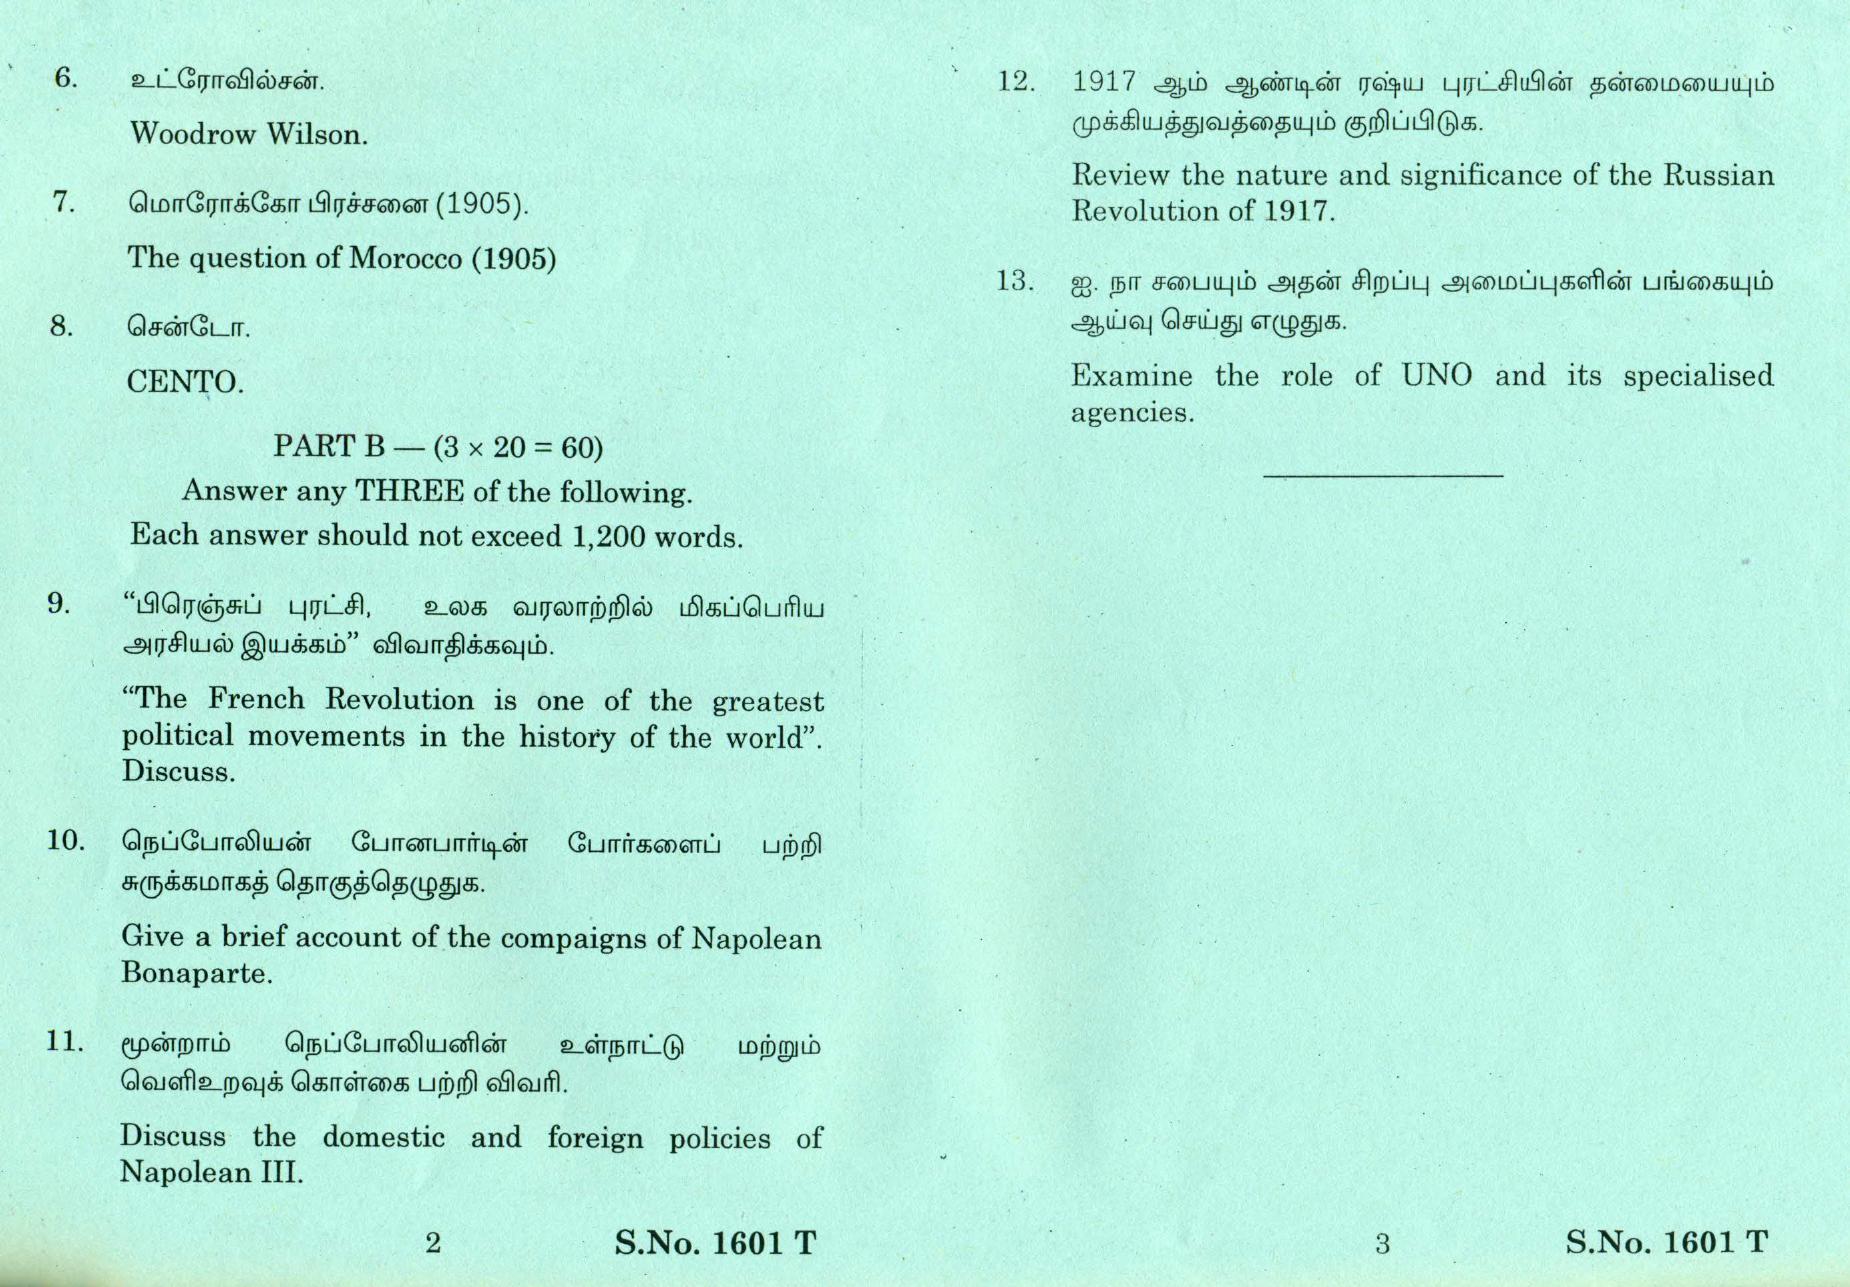 6. உட்ரோவில்சன்.
Woodrow Wilson.
7. மொரோக்கோ பிரச்சனை (1905).
The question of Morocco (1905)
8. சென்டோ.
CENTO.
PART B — (3 × 20 = 60)
Answer any THREE of the following.
Each answer should not exceed 1,200 words.
9. “பிரெஞ்சுப் புரட்சி, உலக வரலாற்றில் மிகப்பெரிய
அரசியல் இயக்கம்” விவாதிக்கவும்.
“The French Revolution is one of the greatest
political movements in the history of the world”.
Discuss.
10. நெப்போலியன் போனபார்டின் போர்களைப் பற்றி
சுருக்கமாகத் தொகுத்தெழுதுக.
Give a brief account of the compaigns of Napolean
Bonaparte.
11. மூன்றாம் நெப்போலியனின் உள்நாட்டு மற்றும்
வெளிஉறவுக் கொள்கை பற்றி விவரி.
Discuss the domestic and foreign policies of
Napolean III.
2 S.No. 1601 T
12. 1917 ஆம் ஆண்டின் ரஷ்ய புரட்சியின் தன்மையையும்
முக்கியத்துவத்தையும் குறிப்பிடுக.
Review the nature and significance of the Russian
Revolution of 1917.
13. ஐ. நா சபையும் அதன் சிறப்பு அமைப்புகளின் பங்கையும்
ஆய்வு செய்து எழுதுக.
Examine the role of UNO and its specialised
agencies.
3 S.No. 1601 T